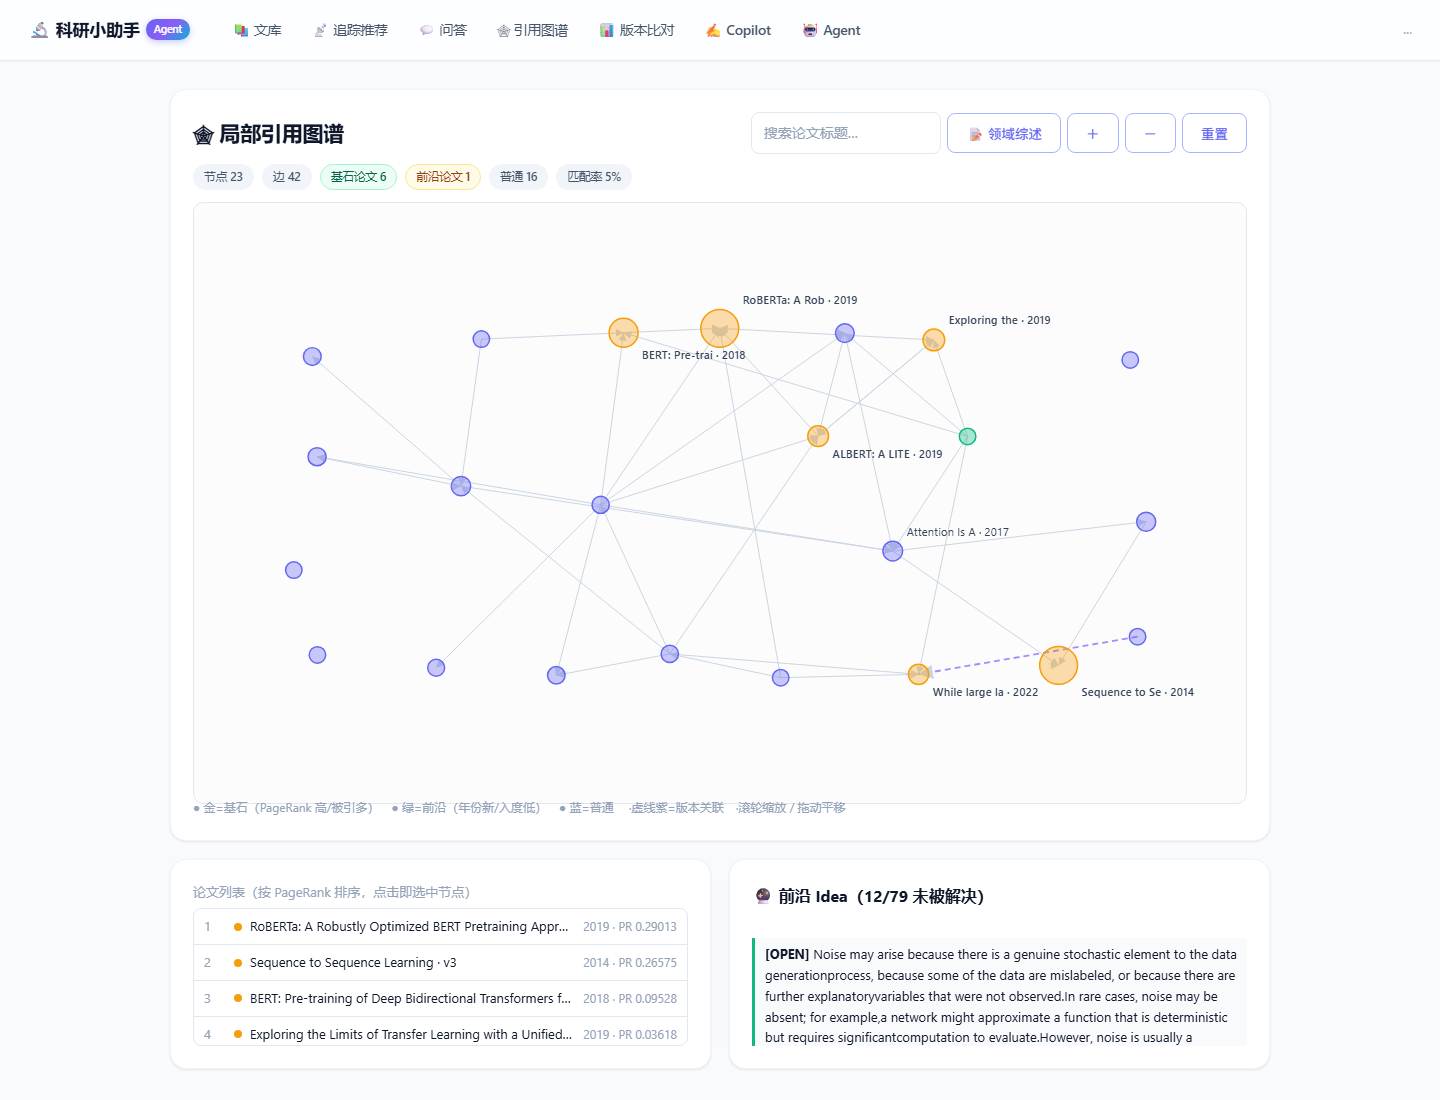 科研小助手 Agent 文库 追踪推荐 问答 引用图谱 版本比对 Copilot Agent ...
局部引用图谱 搜索论文标题... 领域综述 + − 重置
节点 23 边 42 基石论文 6 前沿论文 1 普通 16 匹配率 5%
RoBERTa: A Rob · 2019
Exploring the · 2019
BERT: Pre-trai · 2018
ALBERT: A LITE · 2019
Attention Is A · 2017
While large la · 2022
Sequence to Se · 2014
● 金=基石（PageRank 高/被引多） ● 绿=前沿（年份新/入度低） ● 蓝=普通 ·虚线紫=版本关联 ·滚轮缩放 / 拖动平移
论文列表（按 PageRank 排序，点击即选中节点）
1 RoBERTa: A Robustly Optimized BERT Pretraining Appr... 2019 · PR 0.29013
2 Sequence to Sequence Learning · v3 2014 · PR 0.26575
3 BERT: Pre-training of Deep Bidirectional Transformers f... 2018 · PR 0.09528
4 Exploring the Limits of Transfer Learning with a Unified... 2019 · PR 0.03618
前沿 Idea（12/79 未被解决）
[OPEN] Noise may arise because there is a genuine stochastic element to the data
generationprocess, because some of the data are mislabeled, or because there are
further explanatoryvariables that were not observed.In rare cases, noise may be
absent; for example,a network might approximate a function that is deterministic
but requires significantcomputation to evaluate.However, noise is usually a